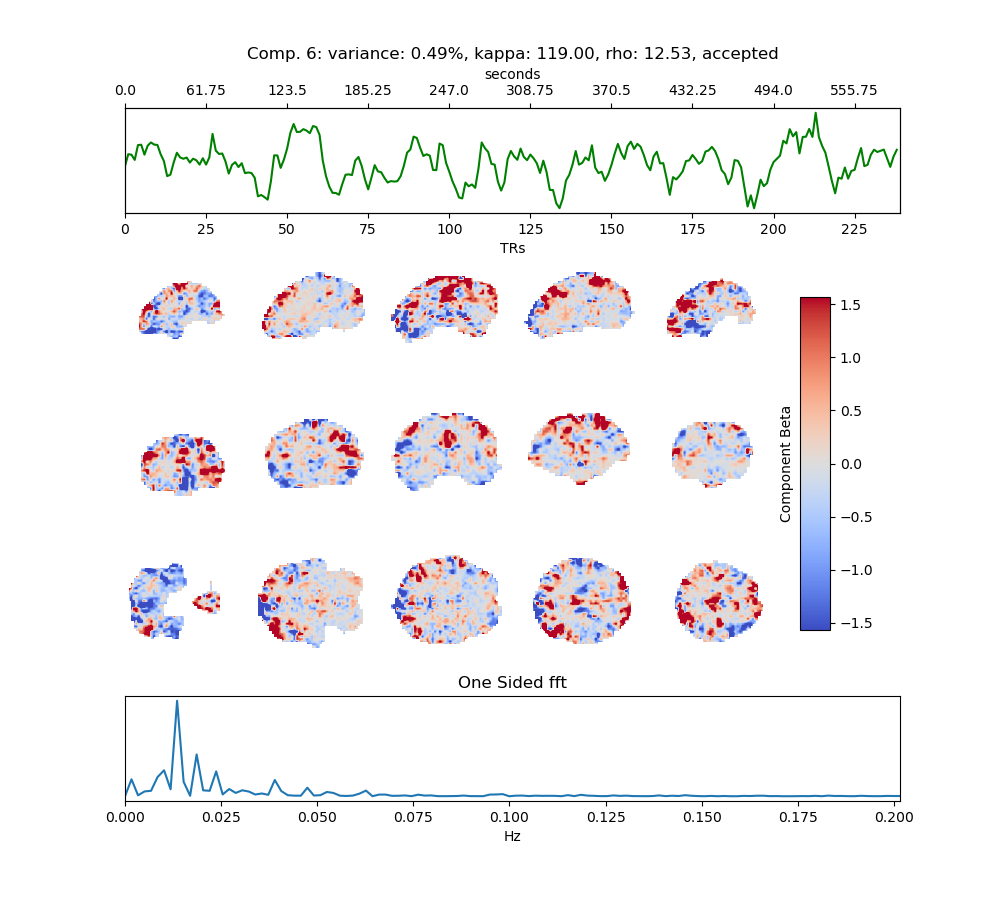 Comp. 6: variance: 0.49%, kappa: 119.00, rho: 12.53, accepted
seconds
0.0 61.75 123.5 185.25 247.0 308.75 370.5 432.25 494.0 555.75
0 25 50 75 100 125 150 175 200 225
TRs
1.5
1.0
0.5
0.0
−0.5
−1.0
−1.5
Component Beta
One Sided fft
0.000 0.025 0.050 0.075 0.100 0.125 0.150 0.175 0.200
Hz